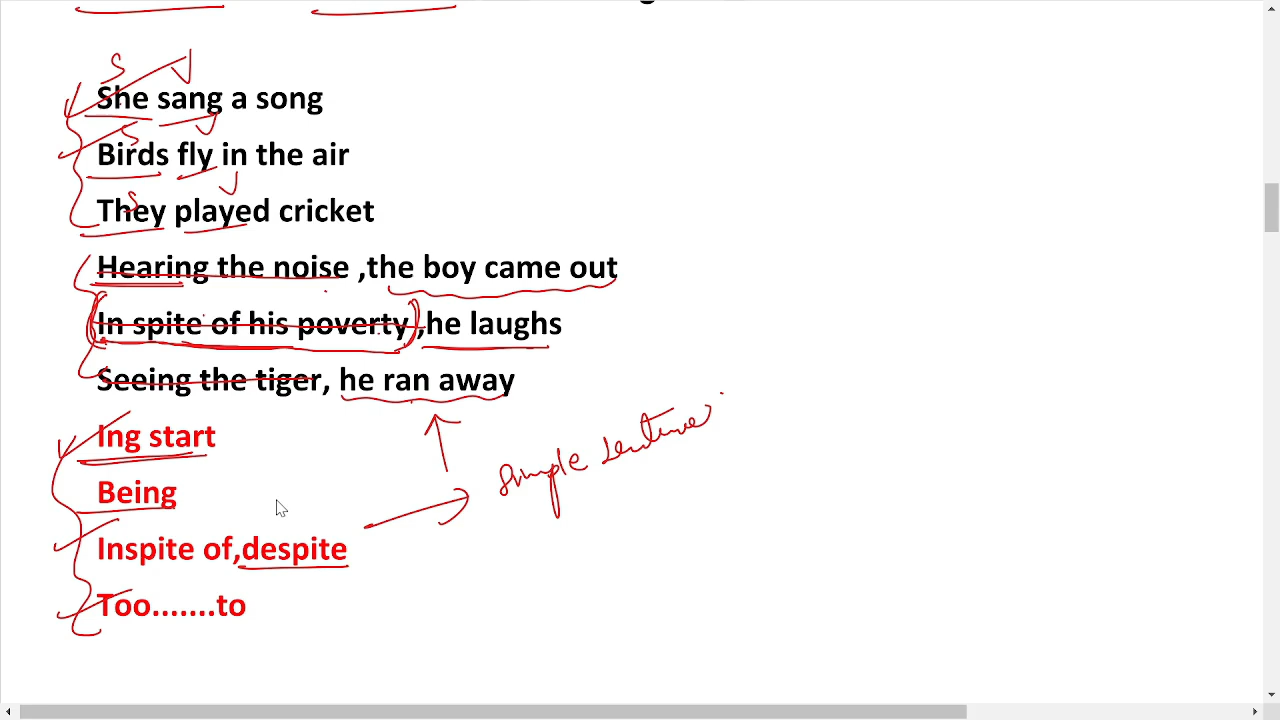 S V
She sang a song
S V
Birds fly in the air
S V
They played cricket
Hearing the noise ,the boy came out
In spite of his poverty ,he laughs
Seeing the tiger, he ran away
Ing start
Simple sentence
Being
Inspite of,despite
Too.......to